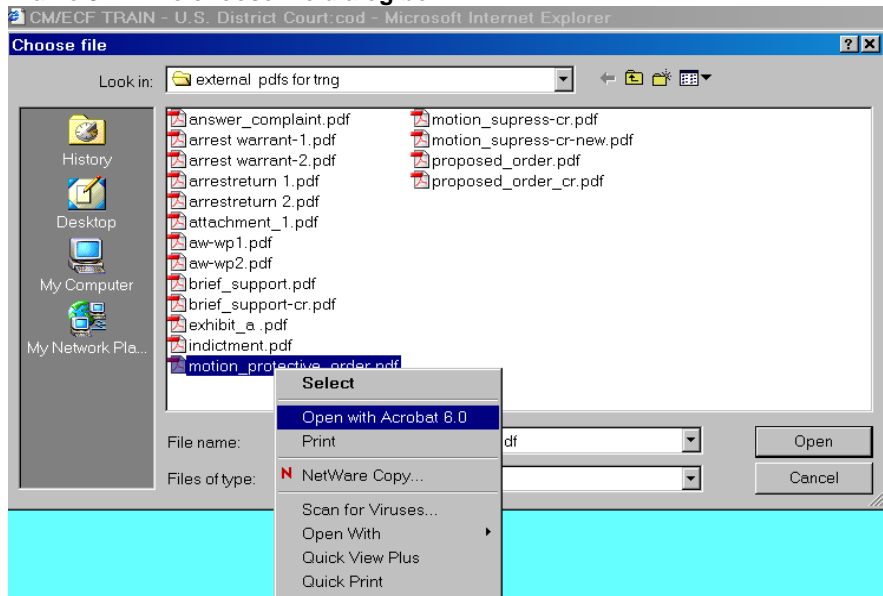 CM/ECF TRAIN - U.S. District Court:cod - Microsoft Internet Explorer
Choose file
Look in: external pdfs for trng
History
Desktop
My Computer
My Network Pla...
answer_complaint.pdf
arrest warrant-1.pdf
arrest warrant-2.pdf
arrestreturn 1.pdf
arrestreturn 2.pdf
attachment_1.pdf
aw-wp1.pdf
aw-wp2.pdf
brief_support.pdf
brief_support-cr.pdf
exhibit_a .pdf
indictment.pdf
motion_protective_order.pdf
motion_supress-cr.pdf
motion_supress-cr-new.pdf
proposed_order.pdf
proposed_order_cr.pdf
Select
Open with Acrobat 6.0
Print
N NetWare Copy...
Scan for Viruses...
Open With
Quick View Plus
Quick Print
File name: df
Open
Files of type:
Cancel